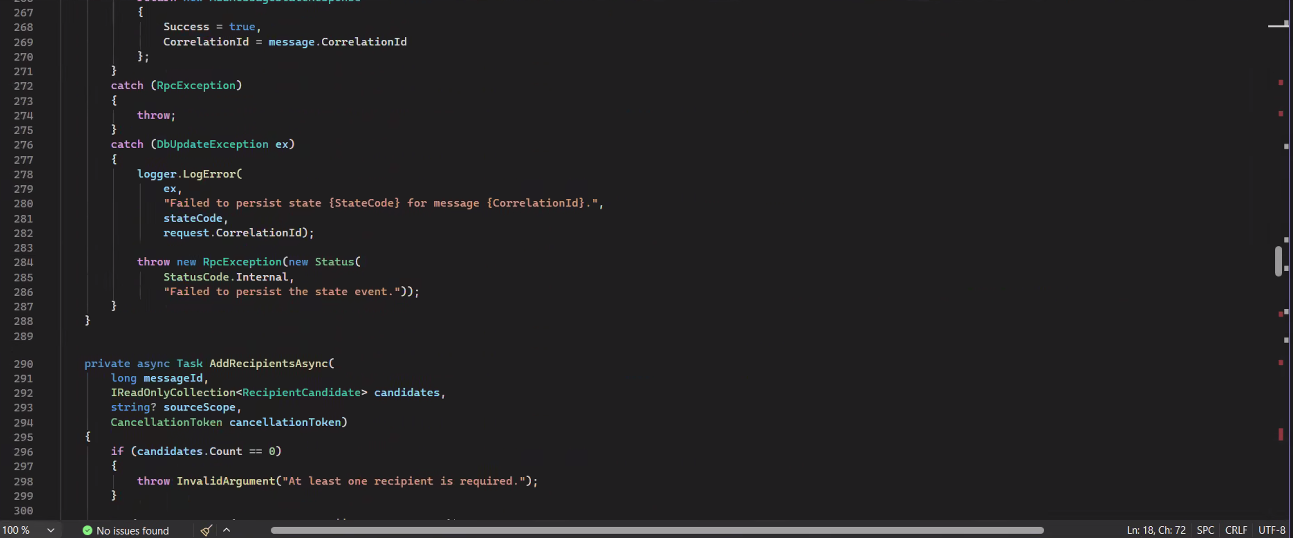 267 {
268 Success = true,
269 CorrelationId = message.CorrelationId
270 };
271 }
272 catch (RpcException)
273 {
274 throw;
275 }
276 catch (DbUpdateException ex)
277 {
278 logger.LogError(
279 ex,
280 "Failed to persist state {StateCode} for message {CorrelationId}.",
281 stateCode,
282 request.CorrelationId);
283
284 throw new RpcException(new Status(
285 StatusCode.Internal,
286 "Failed to persist the state event."));
287 }
288 }
289
290 private async Task AddRecipientsAsync(
291 long messageId,
292 IReadOnlyCollection<RecipientCandidate> candidates,
293 string? sourceScope,
294 CancellationToken cancellationToken)
295 {
296 if (candidates.Count == 0)
297 {
298 throw InvalidArgument("At least one recipient is required.");
299 }
300
100 % No issues found Ln: 18, Ch: 72 SPC CRLF UTF-8